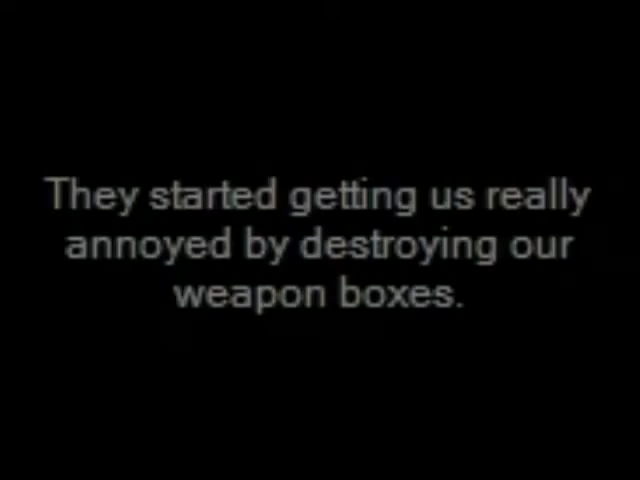 They started getting us really
annoyed by destroying our
weapon boxes.